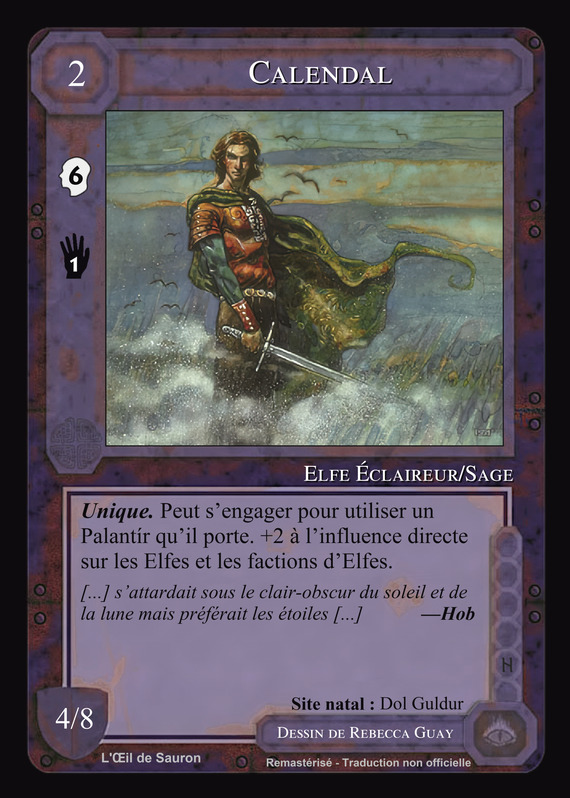 2
CALENDAL
6
1
ELFE ÉCLAIREUR/SAGE
Unique. Peut s'engager pour utiliser un
Palantír qu'il porte. +2 à l'influence directe
sur les Elfes et les factions d'Elfes.
[...] s'attardait sous le clair-obscur du soleil et de
la lune mais préférait les étoiles [...] —Hob
Site natal : Dol Guldur
4/8
DESSIN DE REBECCA GUAY
L'Œil de Sauron
Remastérisé - Traduction non officielle